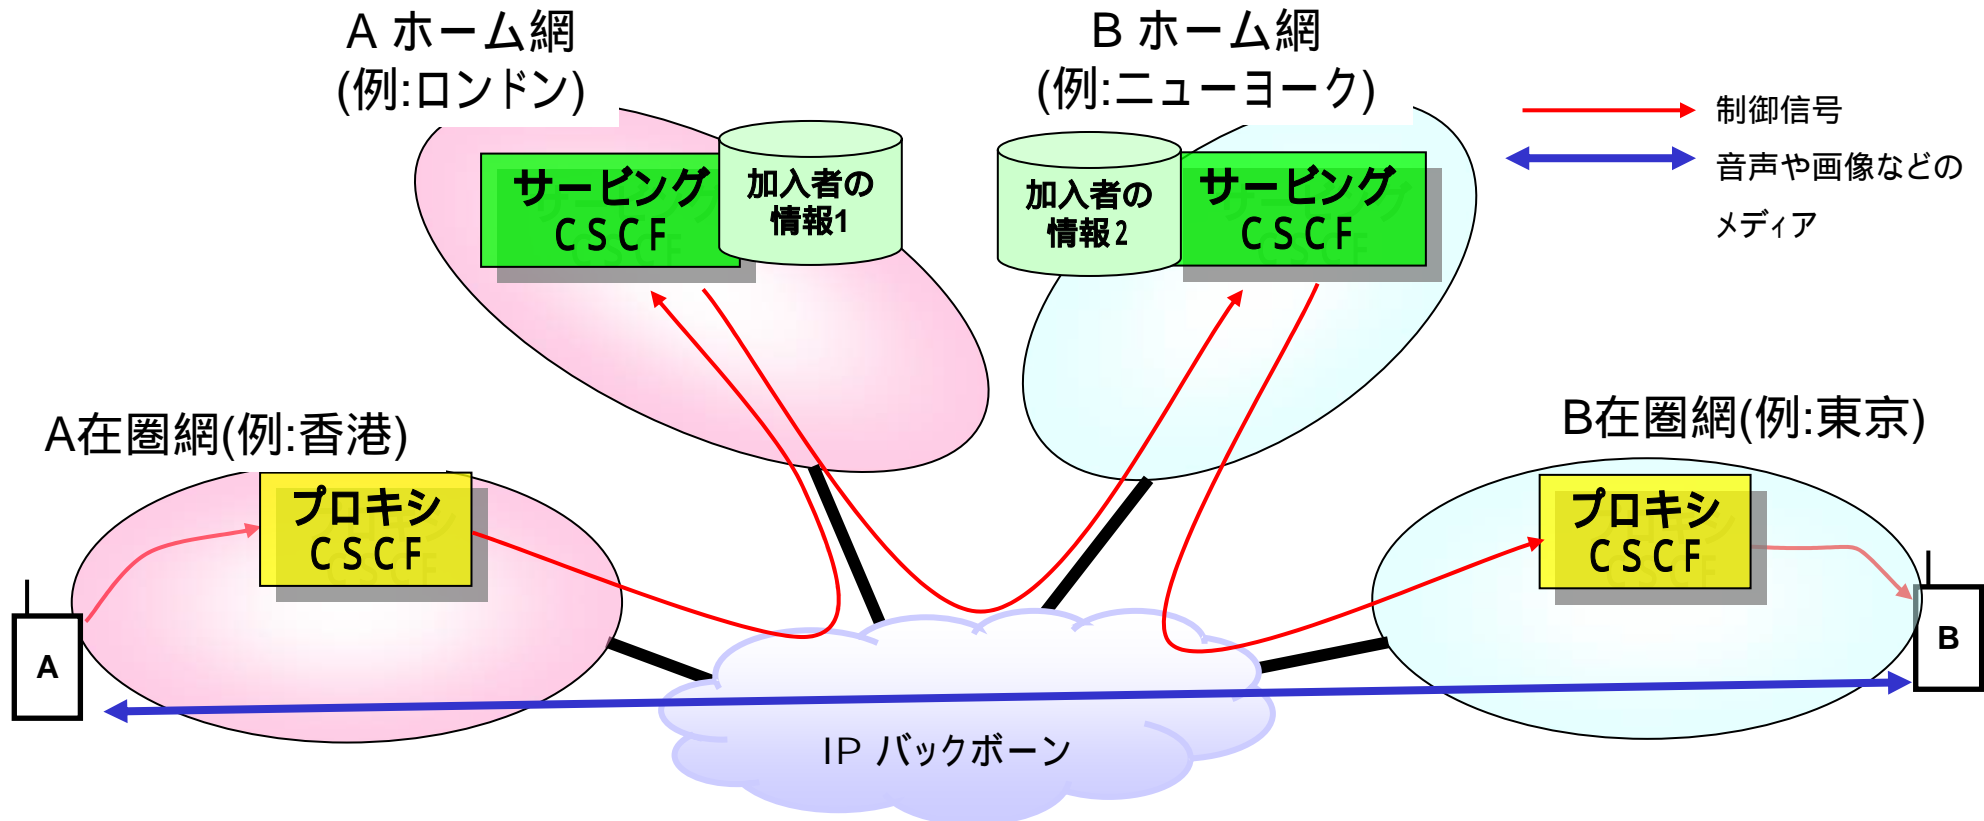 A ホーム網
(例:ロンドン)
B ホーム網
(例:ニューヨーク)
制御信号
音声や画像などの
メディア
サービング
CSCF
加入者の
情報1
加入者の
情報2
サービング
CSCF
A在圏網(例:香港)
B在圏網(例:東京)
プロキシ
CSCF
プロキシ
CSCF
A
B
IP バックボーン